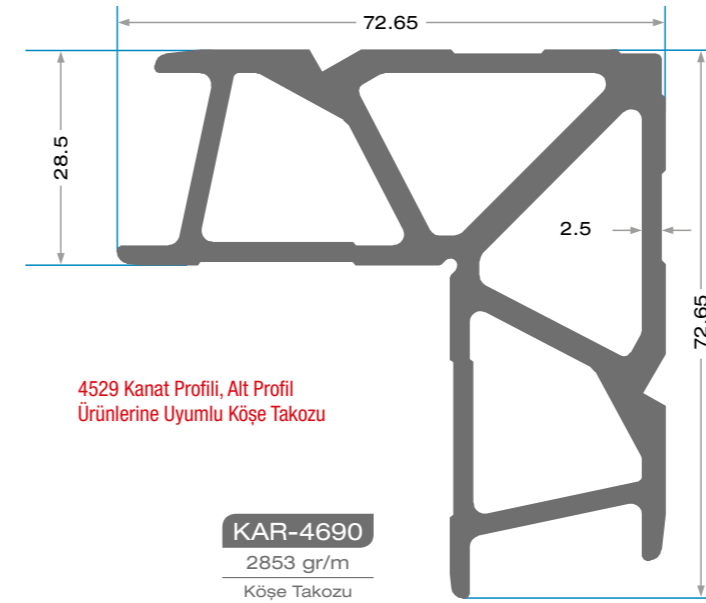 72.65
28.5
2.5
72.65
4529 Kanat Profili, Alt Profil
Ürünlerine Uyumlu Köşe Takozu
KAR-4690
2853 gr/m
Köşe Takozu